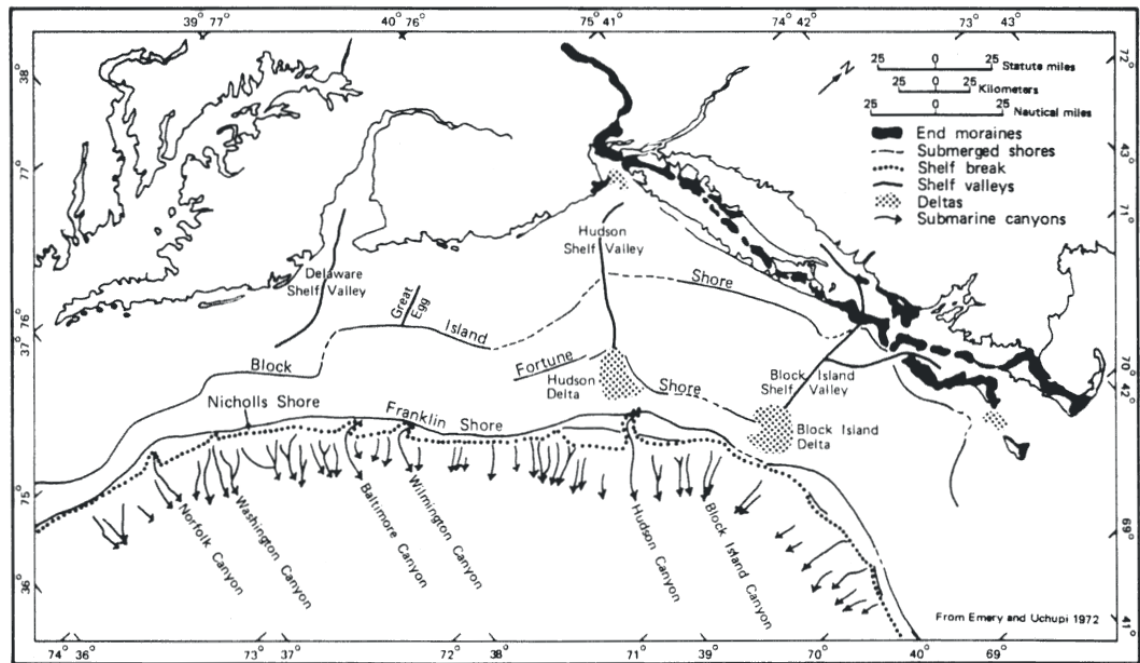 39° 77°
40° 76°
75° 41°
74° 42°
73° 43°
38°
77°
76°
37°
75°
36°
72°
43°
71°
70°
42°
69°
41°
25 0 25 Statute miles
25 0 25 Kilometers
25 0 25 Nautical miles
N
End moraines
Submerged shores
Shelf break
Shelf valleys
Deltas
Submarine canyons
Hudson
Shelf Valley
Delaware
Shelf Valley
Great
Egg
Shore
Island
Block
Fortune
Shore
Hudson
Delta
Block Island
Shelf Valley
Block Island
Delta
Nicholls Shore
Franklin Shore
Norfolk Canyon
Washington Canyon
Baltimore Canyon
Wilmington Canyon
Hudson Canyon
Block Island Canyon
From Emery and Uchupi 1972
74° 36°
73° 37°
72° 38°
71° 39°
70° 40° 69°